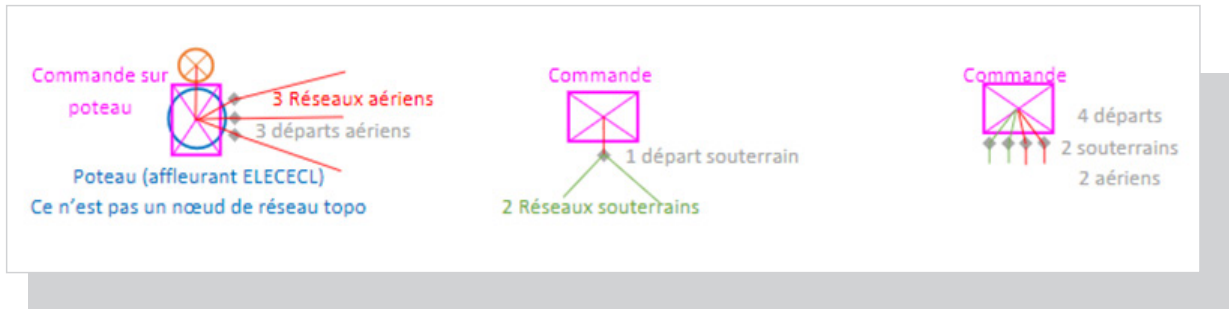 Commande sur
poteau
3 Réseaux aériens
3 départs aériens
Poteau (affleurant ELECECL)
Ce n’est pas un nœud de réseau topo
Commande
1 départ souterrain
2 Réseaux souterrains
Commande
4 départs
2 souterrains
2 aériens